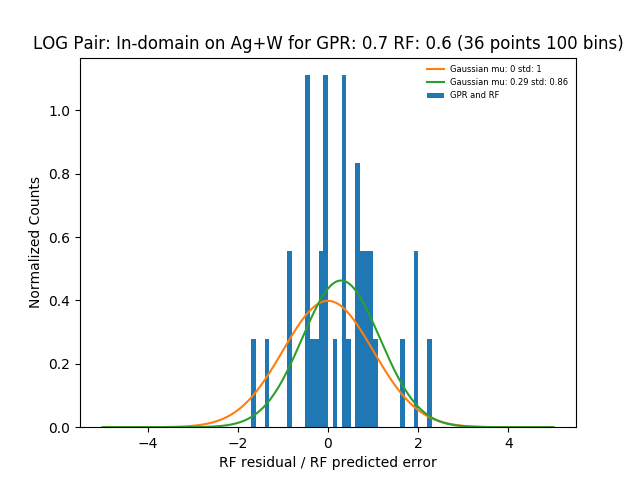 LOG Pair: In-domain on Ag+W for GPR: 0.7 RF: 0.6 (36 points 100 bins)
Gaussian mu: 0 std: 1
Gaussian mu: 0.29 std: 0.86
GPR and RF
Normalized Counts
1.0
0.8
0.6
0.4
0.2
0.0
−4
−2
0
2
4
RF residual / RF predicted error